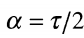 α = τ/2